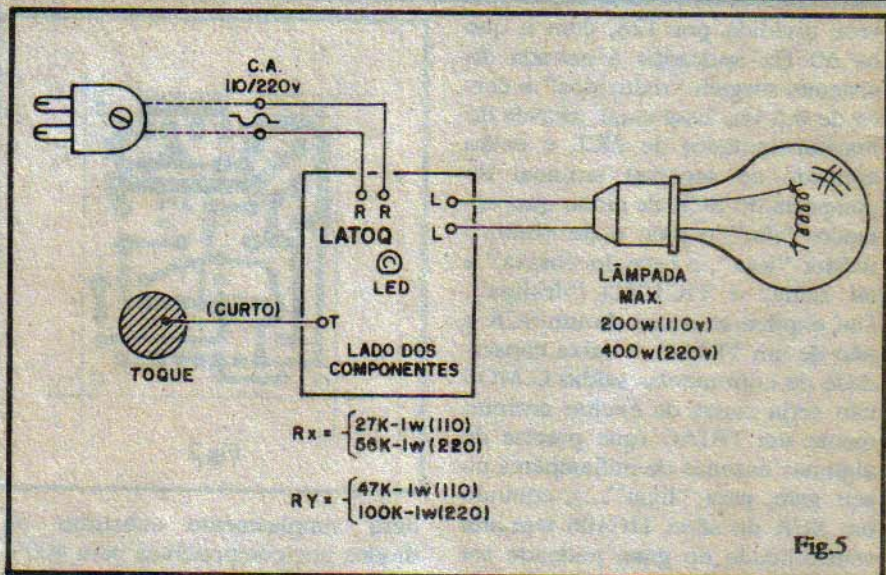 C.A.
110/220v
R R
LATOQ
LED
L
L
LÂMPADA
MAX.
200w(110v)
400w(220v)
(CURTO)
T
TOQUE
LADO DOS
COMPONENTES
Rx = 27K-1w(110)
56K-1w(220)
RY = 47K-1w(110)
100K-1w(220)
Fig.5